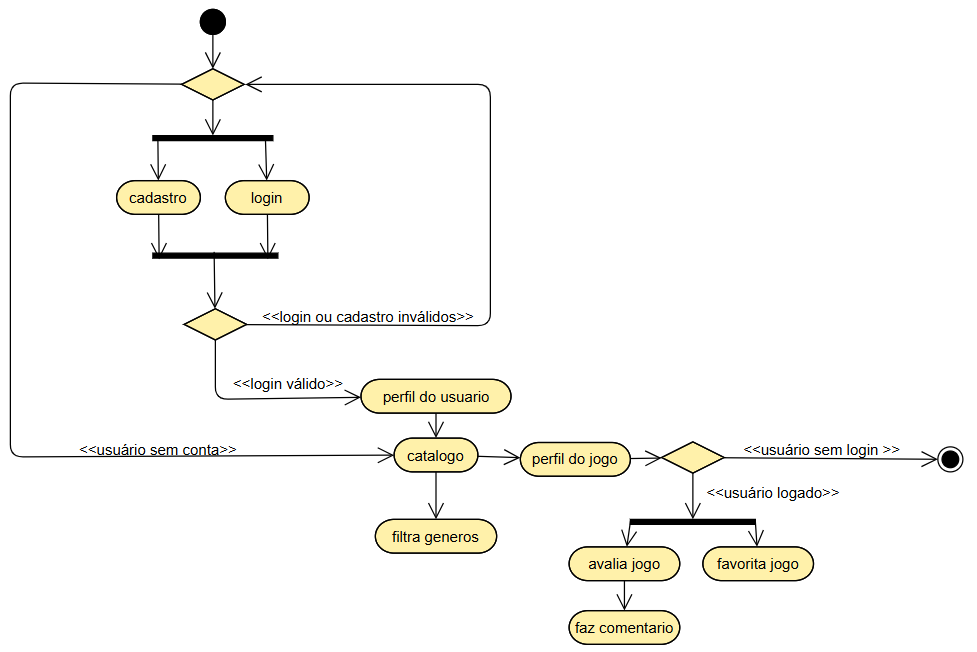 cadastro
login
<<login ou cadastro inválidos>>
<<login válido>>
perfil do usuario
<<usuário sem conta>>
catalogo
perfil do jogo
<<usuário sem login >>
<<usuário logado>>
filtra generos
avalia jogo
favorita jogo
faz comentario